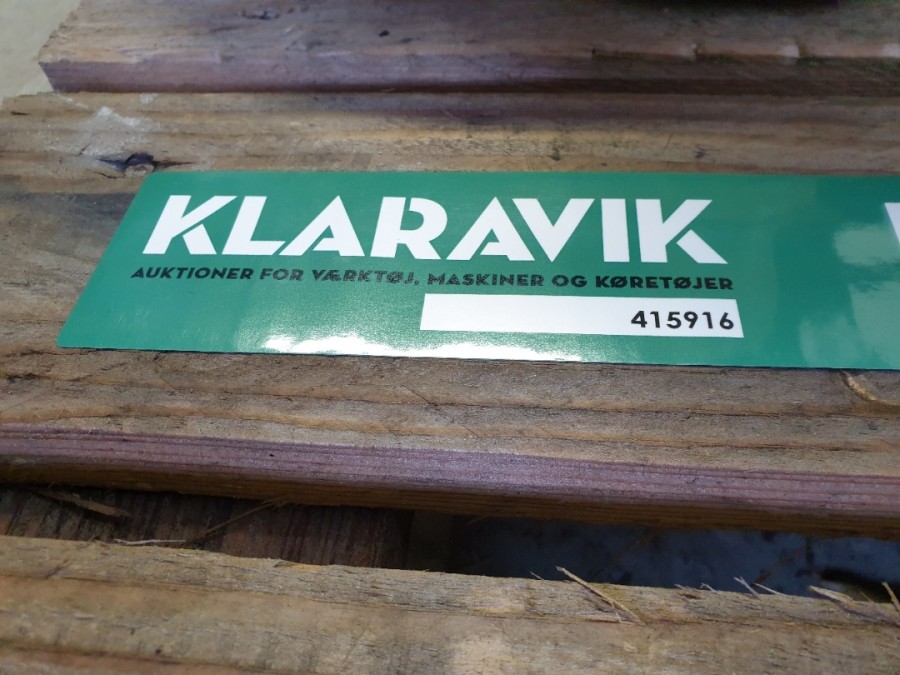 KLARAVIK
AUKTIONER FOR VÆRKTØJ, MASKINER OG KØRETØJER
415916